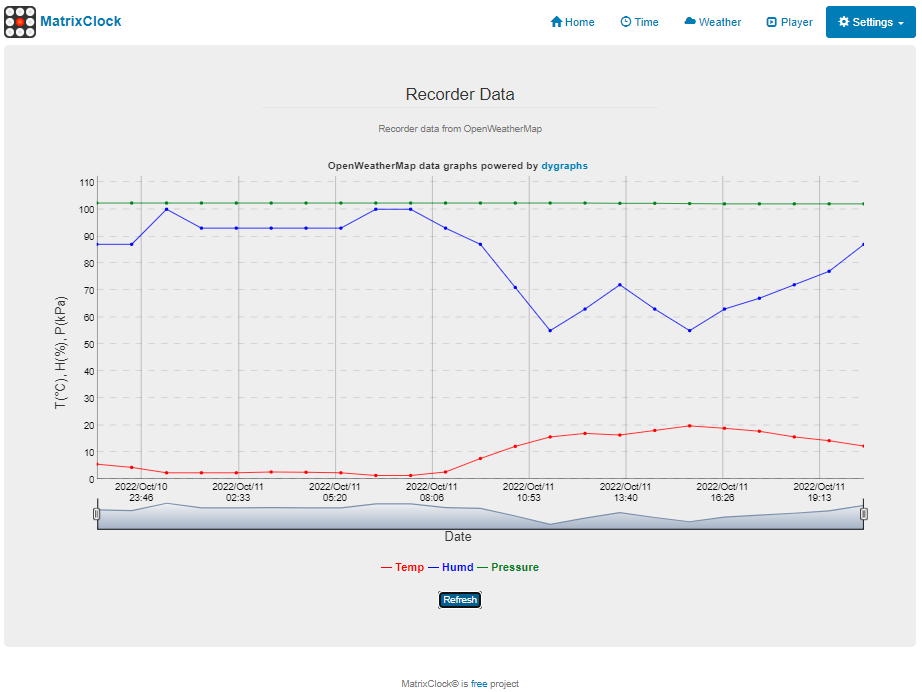 MatrixClock
Home Time Weather Player Settings
Recorder Data
Recorder data from OpenWeatherMap
OpenWeatherMap data graphs powered by dygraphs
T(°C), H(%), P(kPa)
110
100
90
80
70
60
50
40
30
20
10
0
2022/Oct/10 2022/Oct/11 2022/Oct/11 2022/Oct/11 2022/Oct/11 2022/Oct/11 2022/Oct/11 2022/Oct/11
23:46 02:33 05:20 08:06 10:53 13:40 16:26 19:13
Date
— Temp — Humd — Pressure
Refresh
MatrixClock© is free project